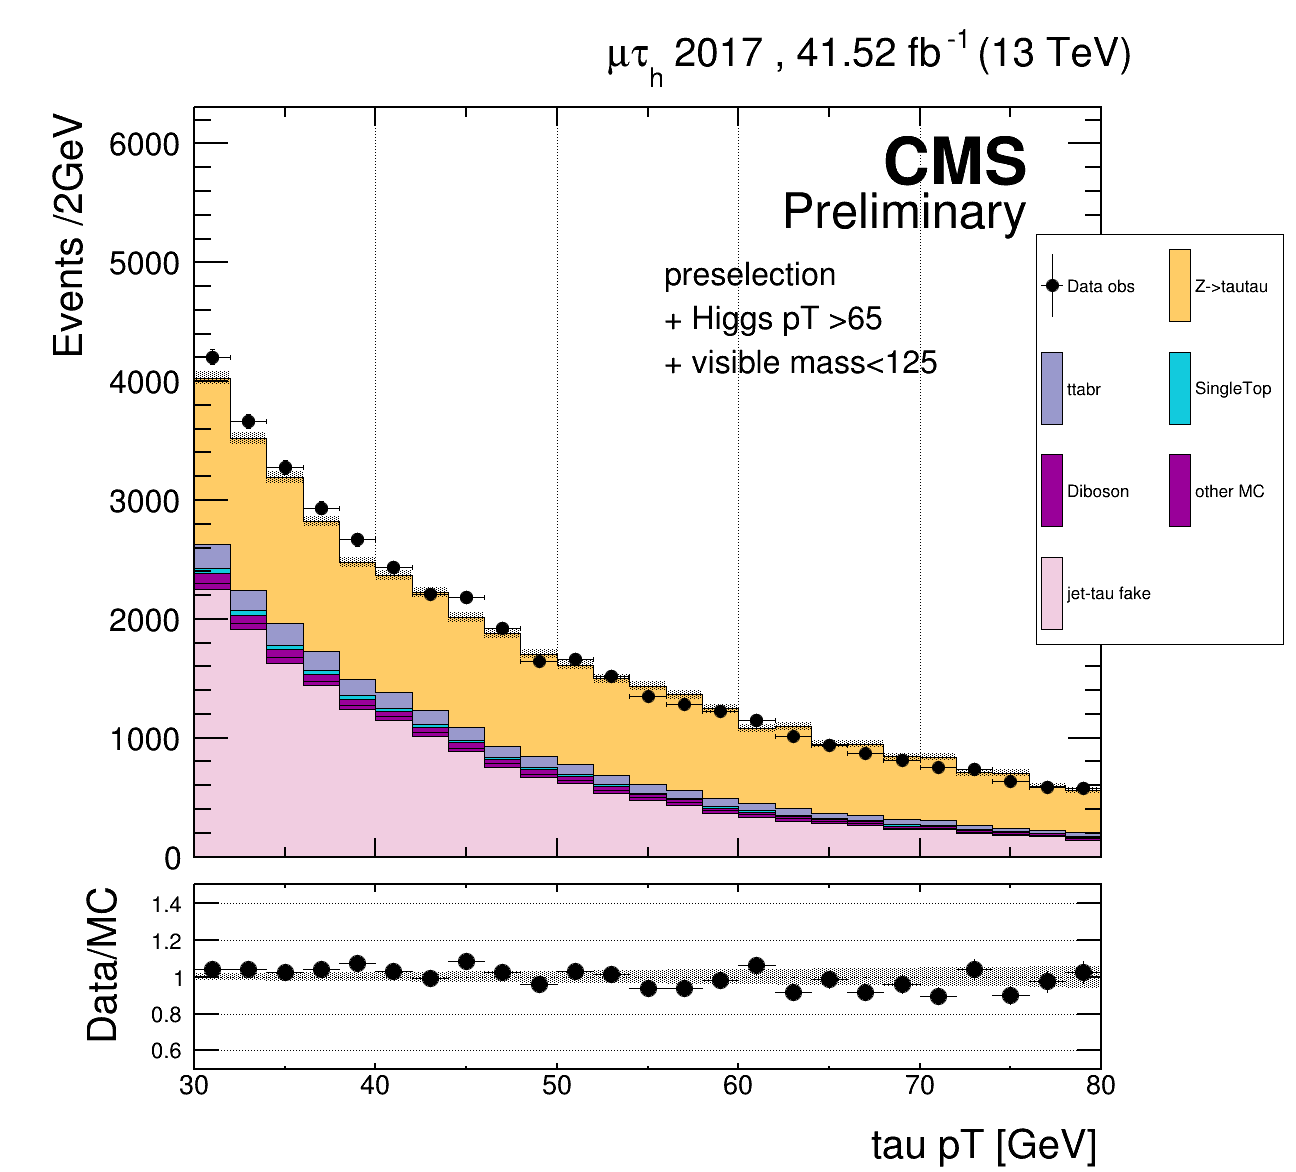 μτh 2017 , 41.52 fb-1 (13 TeV)
Events /2GeV
6000
5000
4000
3000
2000
1000
0
CMS
Preliminary
preselection
+ Higgs pT >65
+ visible mass<125
Data obs
Z->tautau
ttabr
SingleTop
Diboson
other MC
jet-tau fake
Data/MC
1.4
1.2
1
0.8
0.6
30 40 50 60 70 80
tau pT [GeV]